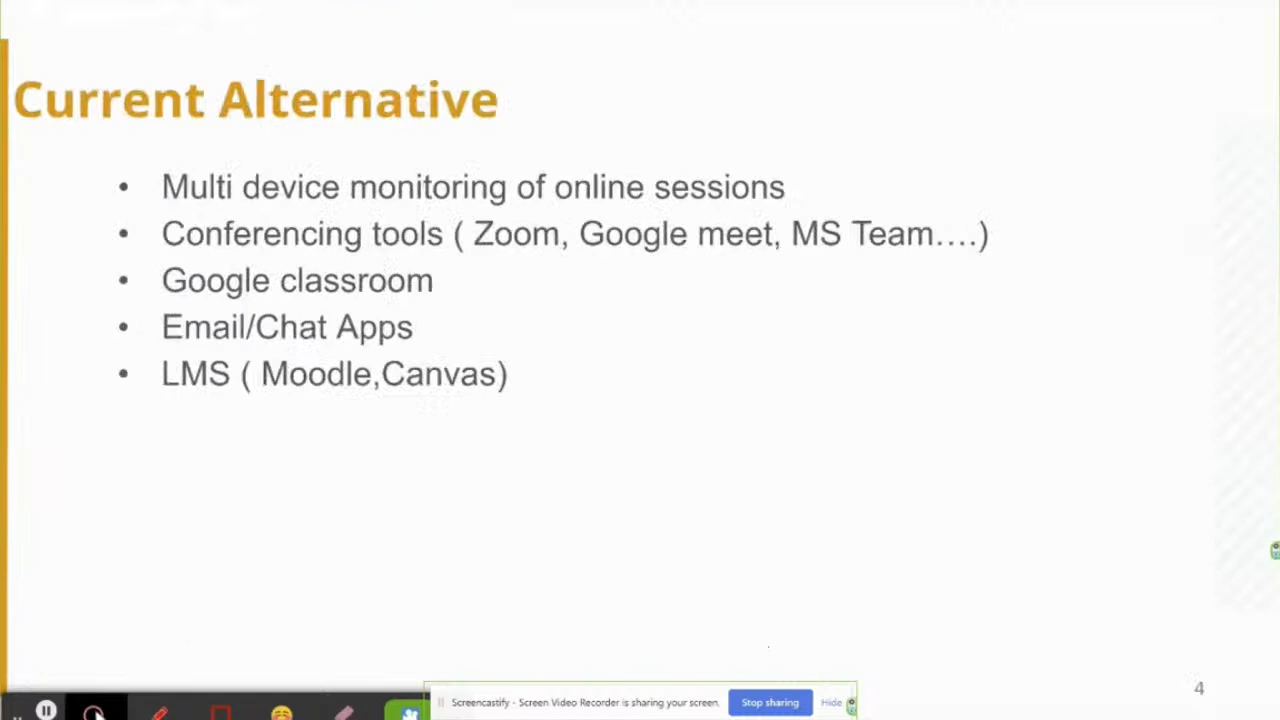 Current Alternative
• Multi device monitoring of online sessions
• Conferencing tools ( Zoom, Google meet, MS Team….)
• Google classroom
• Email/Chat Apps
• LMS ( Moodle,Canvas)
4
Screencastify - Screen Video Recorder is sharing your screen. Stop sharing Hide